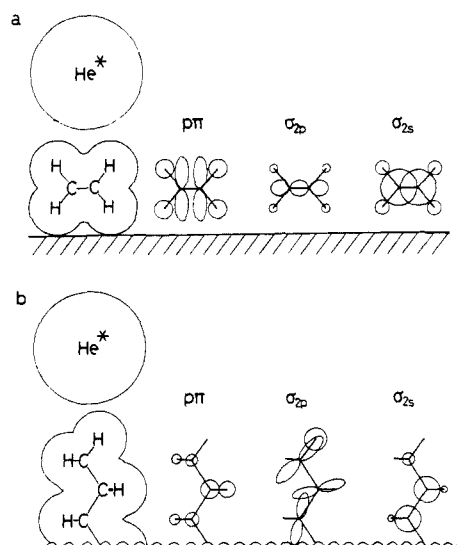 a
He*
pπ σ2p σ2s
H H
C-C
H H
b
He*
pπ σ2p σ2s
H
H-C
C-H
H-C